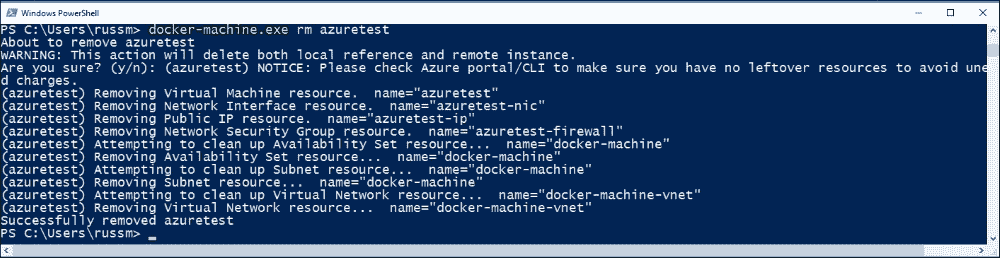 Windows PowerShell
PS C:\Users\russm> docker-machine.exe rm azuretest
About to remove azuretest
WARNING: This action will delete both local reference and remote instance.
Are you sure? (y/n): (azuretest) NOTICE: Please check Azure portal/CLI to make sure you have no leftover resources to avoid une
d charges.
(azuretest) Removing Virtual Machine resource.  name="azuretest"
(azuretest) Removing Network Interface resource.  name="azuretest-nic"
(azuretest) Removing Public IP resource.  name="azuretest-ip"
(azuretest) Removing Network Security Group resource.  name="azuretest-firewall"
(azuretest) Attempting to clean up Availability Set resource...  name="docker-machine"
(azuretest) Removing Availability Set resource...  name="docker-machine"
(azuretest) Attempting to clean up Subnet resource...  name="docker-machine"
(azuretest) Removing Subnet resource...  name="docker-machine"
(azuretest) Attempting to clean up Virtual Network resource...  name="docker-machine-vnet"
(azuretest) Removing Virtual Network resource...  name="docker-machine-vnet"
Successfully removed azuretest
PS C:\Users\russm> _